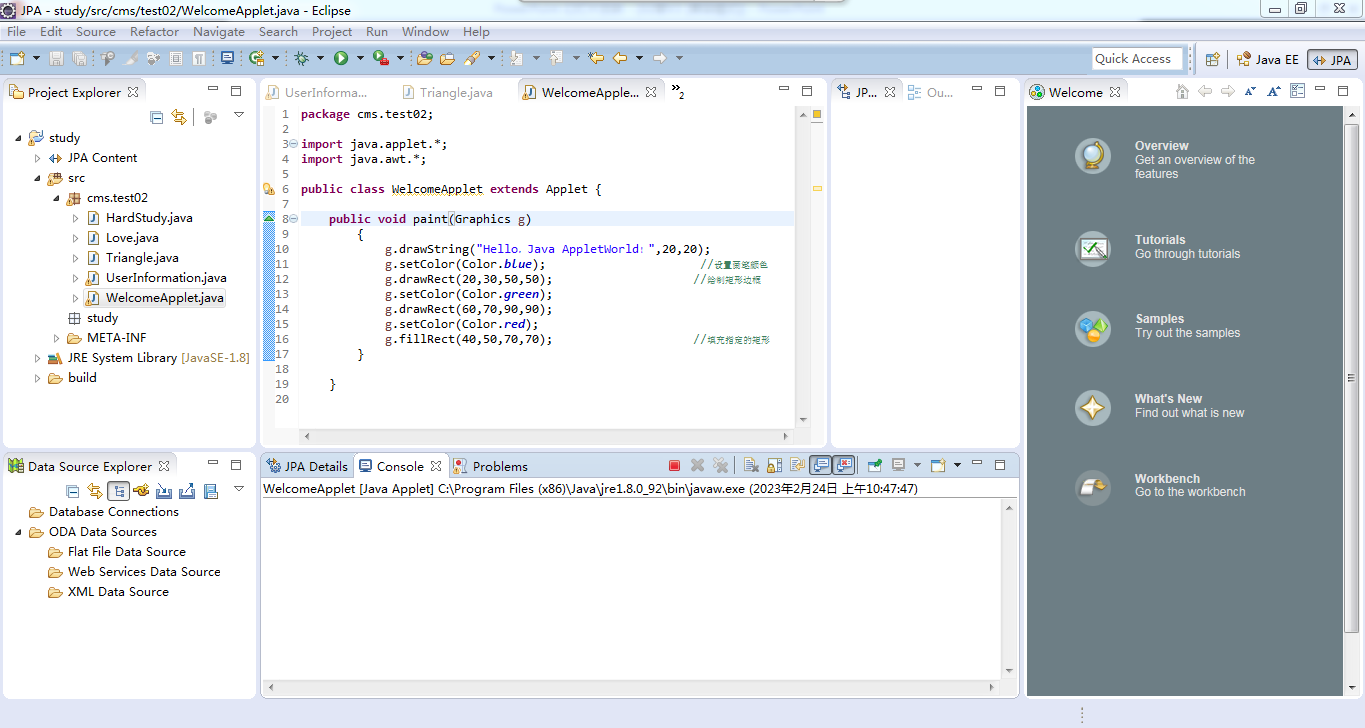 JPA - study/src/cms/test02/WelcomeApplet.java - Eclipse
File Edit Source Refactor Navigate Search Project Run Window Help
Quick Access
Java EE
JPA
Project Explorer
study
JPA Content
src
cms.test02
HardStudy.java
Love.java
Triangle.java
UserInformation.java
WelcomeApplet.java
study
META-INF
JRE System Library [JavaSE-1.8]
build
UserInforma... Triangle.java WelcomeApple... »2
1 package cms.test02;
2
3 import java.applet.*;
4 import java.awt.*;
5
6 public class WelcomeApplet extends Applet {
7
8 public void paint(Graphics g)
9 {
10 g.drawString("Hello，Java AppletWorld！",20,20);
11 g.setColor(Color.blue); //设置画笔颜色
12 g.drawRect(20,30,50,50); //绘制矩形边框
13 g.setColor(Color.green);
14 g.drawRect(60,70,90,90);
15 g.setColor(Color.red);
16 g.fillRect(40,50,70,70); //填充指定的矩形
17 }
18
19 }
20
JP... Ou...
Welcome
Overview
Get an overview of the
features
Tutorials
Go through tutorials
Samples
Try out the samples
What's New
Find out what is new
Workbench
Go to the workbench
Data Source Explorer
Database Connections
ODA Data Sources
Flat File Data Source
Web Services Data Source
XML Data Source
JPA Details Console Problems
WelcomeApplet [Java Applet] C:\Program Files (x86)\Java\jre1.8.0_92\bin\javaw.exe (2023年2月24日 上午10:47:47)